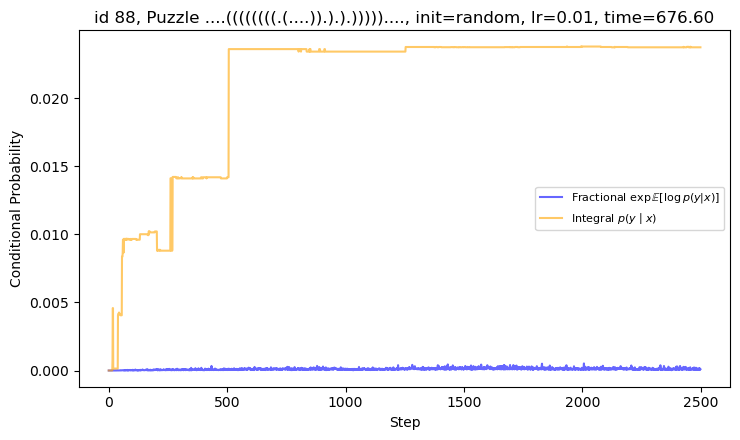 id 88, Puzzle ....((((((((.(....)).).).)))))...., init=random, lr=0.01, time=676.60
Conditional Probability
0.020
0.015
0.010
0.005
0.000
Fractional exp𝔼[log p(y|x)]
Integral p(y | x)
0
500
1000
1500
2000
2500
Step